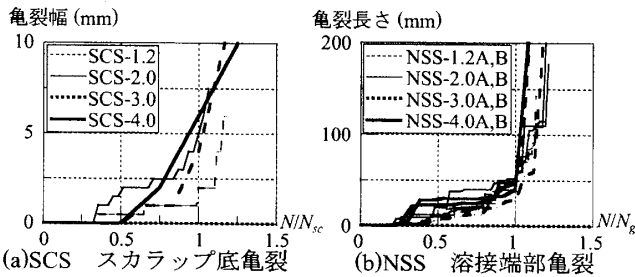 亀裂幅 (mm)
10
5
0
SCS-1.2
SCS-2.0
SCS-3.0
SCS-4.0
0 0.5 1 1.5
N/Nsc
(a)SCS スカラップ底亀裂
亀裂長さ (mm)
200
100
0
NSS-1.2A,B
NSS-2.0A,B
NSS-3.0A,B
NSS-4.0A,B
0 0.5 1.0 1.5
N/Ng
(b)NSS 溶接端部亀裂